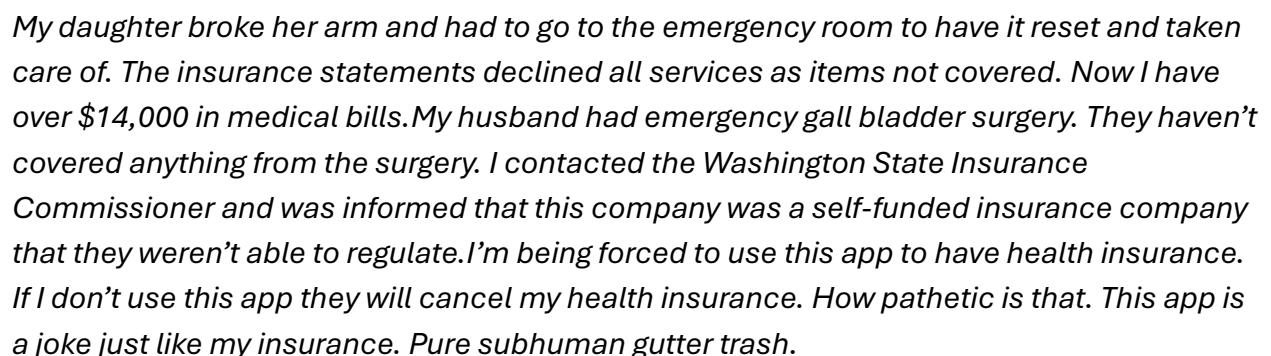 My daughter broke her arm and had to go to the emergency room to have it reset and taken
care of. The insurance statements declined all services as items not covered. Now I have
over $14,000 in medical bills.My husband had emergency gall bladder surgery. They haven’t
covered anything from the surgery. I contacted the Washington State Insurance
Commissioner and was informed that this company was a self-funded insurance company
that they weren’t able to regulate.I’m being forced to use this app to have health insurance.
If I don’t use this app they will cancel my health insurance. How pathetic is that. This app is
a joke just like my insurance. Pure subhuman gutter trash.